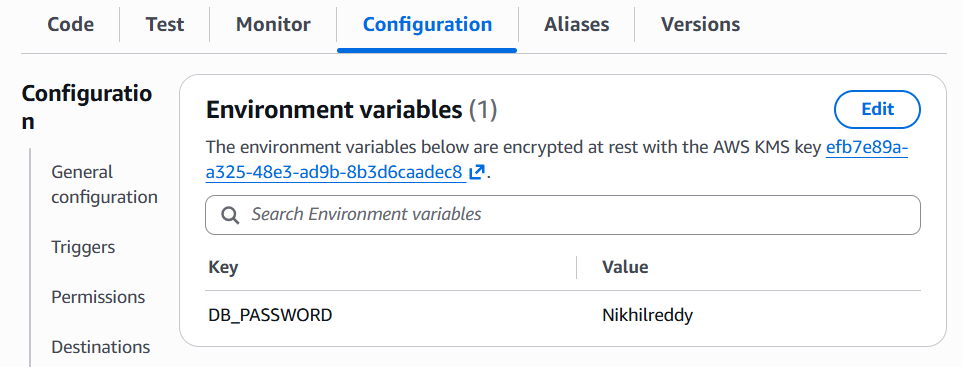 Code Test Monitor Configuration Aliases Versions
Configuratio
n
General
configuration
Triggers
Permissions
Destinations
Environment variables (1)
Edit
The environment variables below are encrypted at rest with the AWS KMS key efb7e89a-
a325-48e3-ad9b-8b3d6caadec8.
Search Environment variables
Key Value
DB_PASSWORD Nikhilreddy